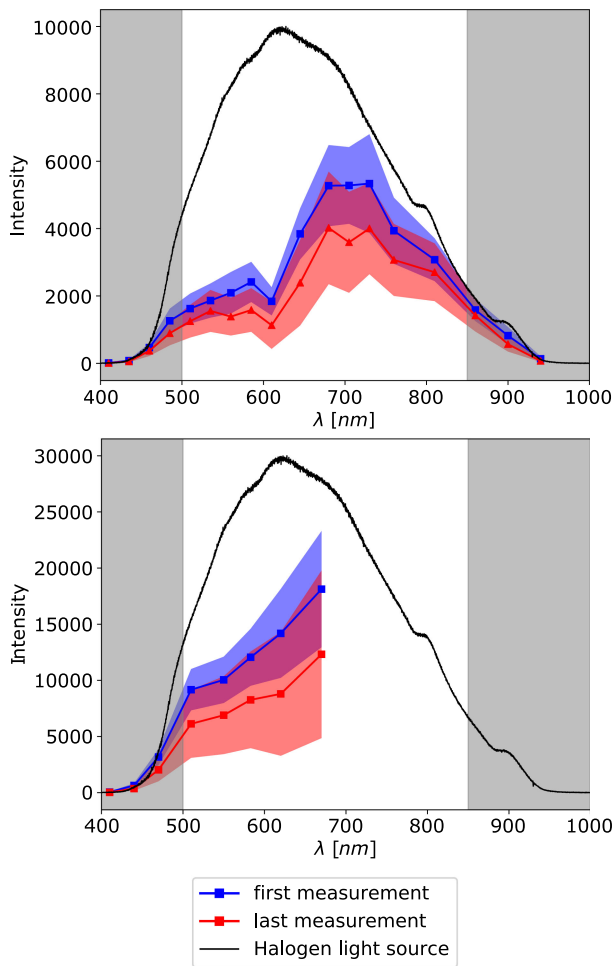 10000
8000
6000
4000
2000
0
Intensity
400 500 600 700 800 900 1000
λ [nm]
30000
25000
20000
15000
10000
5000
0
Intensity
400 500 600 700 800 900 1000
λ [nm]
first measurement
last measurement
Halogen light source